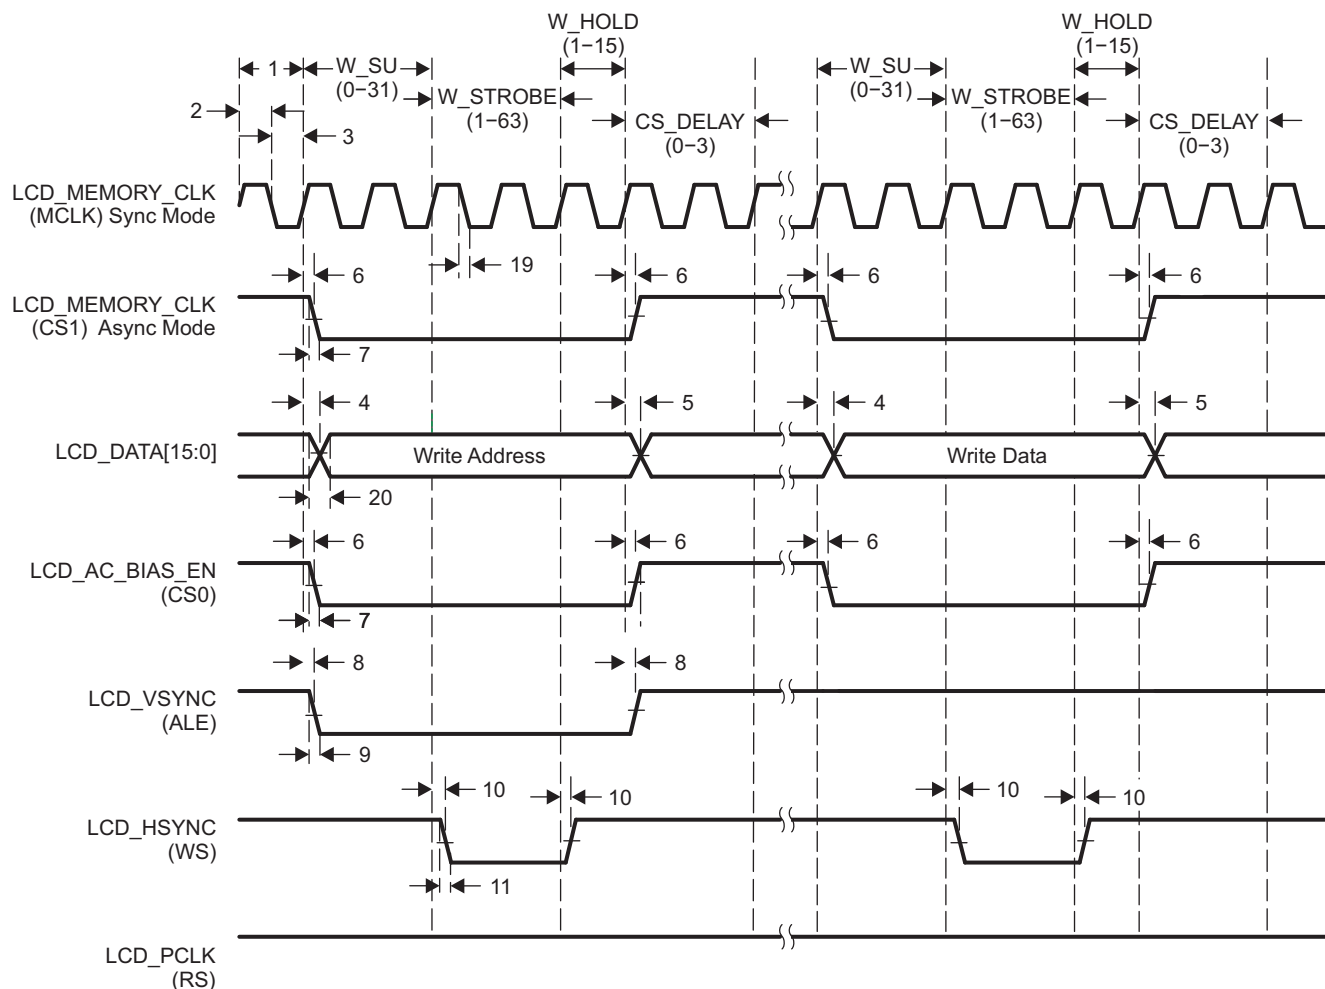 W_HOLD W_HOLD
(1−15) (1−15)
1 W_SU W_SU
(0−31) (0−31)
2 W_STROBE W_STROBE
(1−63) (1−63)
3 CS_DELAY CS_DELAY
(0−3) (0−3)
LCD_MEMORY_CLK
(MCLK) Sync Mode
19
6 6 6 6
LCD_MEMORY_CLK
(CS1) Async Mode
7
4 5 4 5
LCD_DATA[15:0] Write Address Write Data
20
6 6 6 6
LCD_AC_BIAS_EN
(CS0)
7
8 8
LCD_VSYNC
(ALE)
9
10 10 10 10
LCD_HSYNC
(WS)
11
LCD_PCLK
(RS)